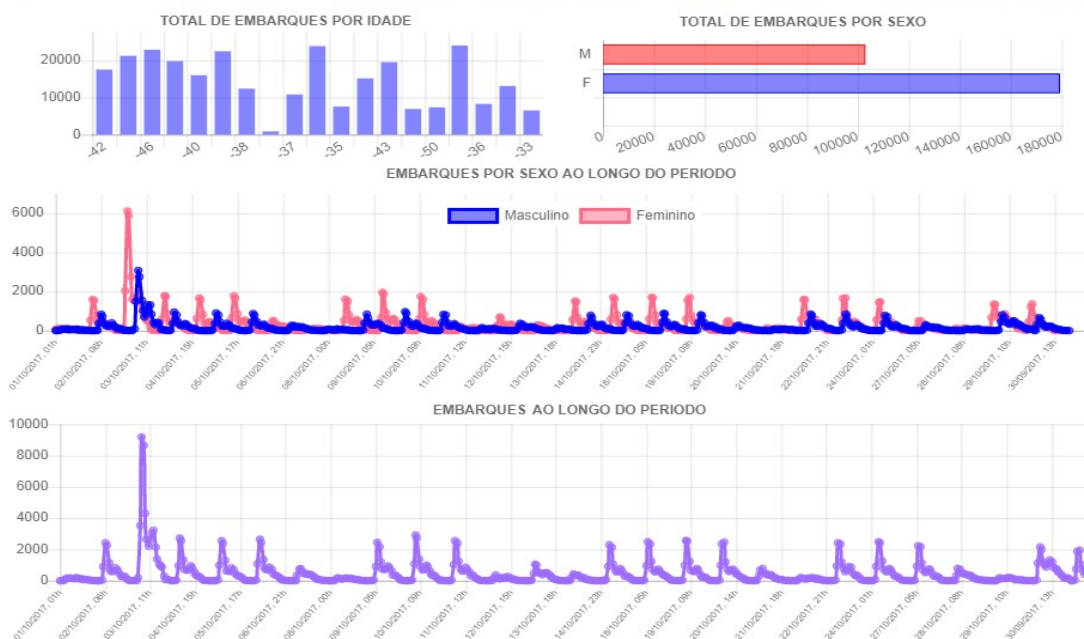 TOTAL DE EMBARQUES POR IDADE
20000
10000
0
-42
-46
-40
-38
-37
-35
-43
-50
-36
-33
TOTAL DE EMBARQUES POR SEXO
M
F
0
20000
40000
60000
80000
100000
120000
140000
160000
180000
EMBARQUES POR SEXO AO LONGO DO PERIODO
Masculino
Feminino
6000
4000
2000
0
01/10/2017, 01h
02/10/2017, 06h
03/10/2017, 11h
04/10/2017, 15h
05/10/2017, 17h
06/10/2017, 21h
08/10/2017, 00h
09/10/2017, 05h
10/10/2017, 09h
11/10/2017, 12h
12/10/2017, 15h
13/10/2017, 18h
14/10/2017, 23h
18/10/2017, 05h
19/10/2017, 09h
20/10/2017, 14h
21/10/2017, 17h
22/10/2017, 21h
24/10/2017, 01h
27/10/2017, 05h
28/10/2017, 08h
29/10/2017, 10h
30/09/2017, 13h
EMBARQUES AO LONGO DO PERIODO
10000
8000
6000
4000
2000
0
01/10/2017, 01h
02/10/2017, 06h
03/10/2017, 11h
04/10/2017, 15h
05/10/2017, 17h
06/10/2017, 21h
08/10/2017, 00h
09/10/2017, 05h
10/10/2017, 09h
11/10/2017, 12h
12/10/2017, 15h
13/10/2017, 18h
14/10/2017, 23h
18/10/2017, 05h
19/10/2017, 09h
20/10/2017, 14h
21/10/2017, 17h
22/10/2017, 21h
24/10/2017, 01h
27/10/2017, 05h
28/10/2017, 08h
29/10/2017, 10h
30/09/2017, 13h